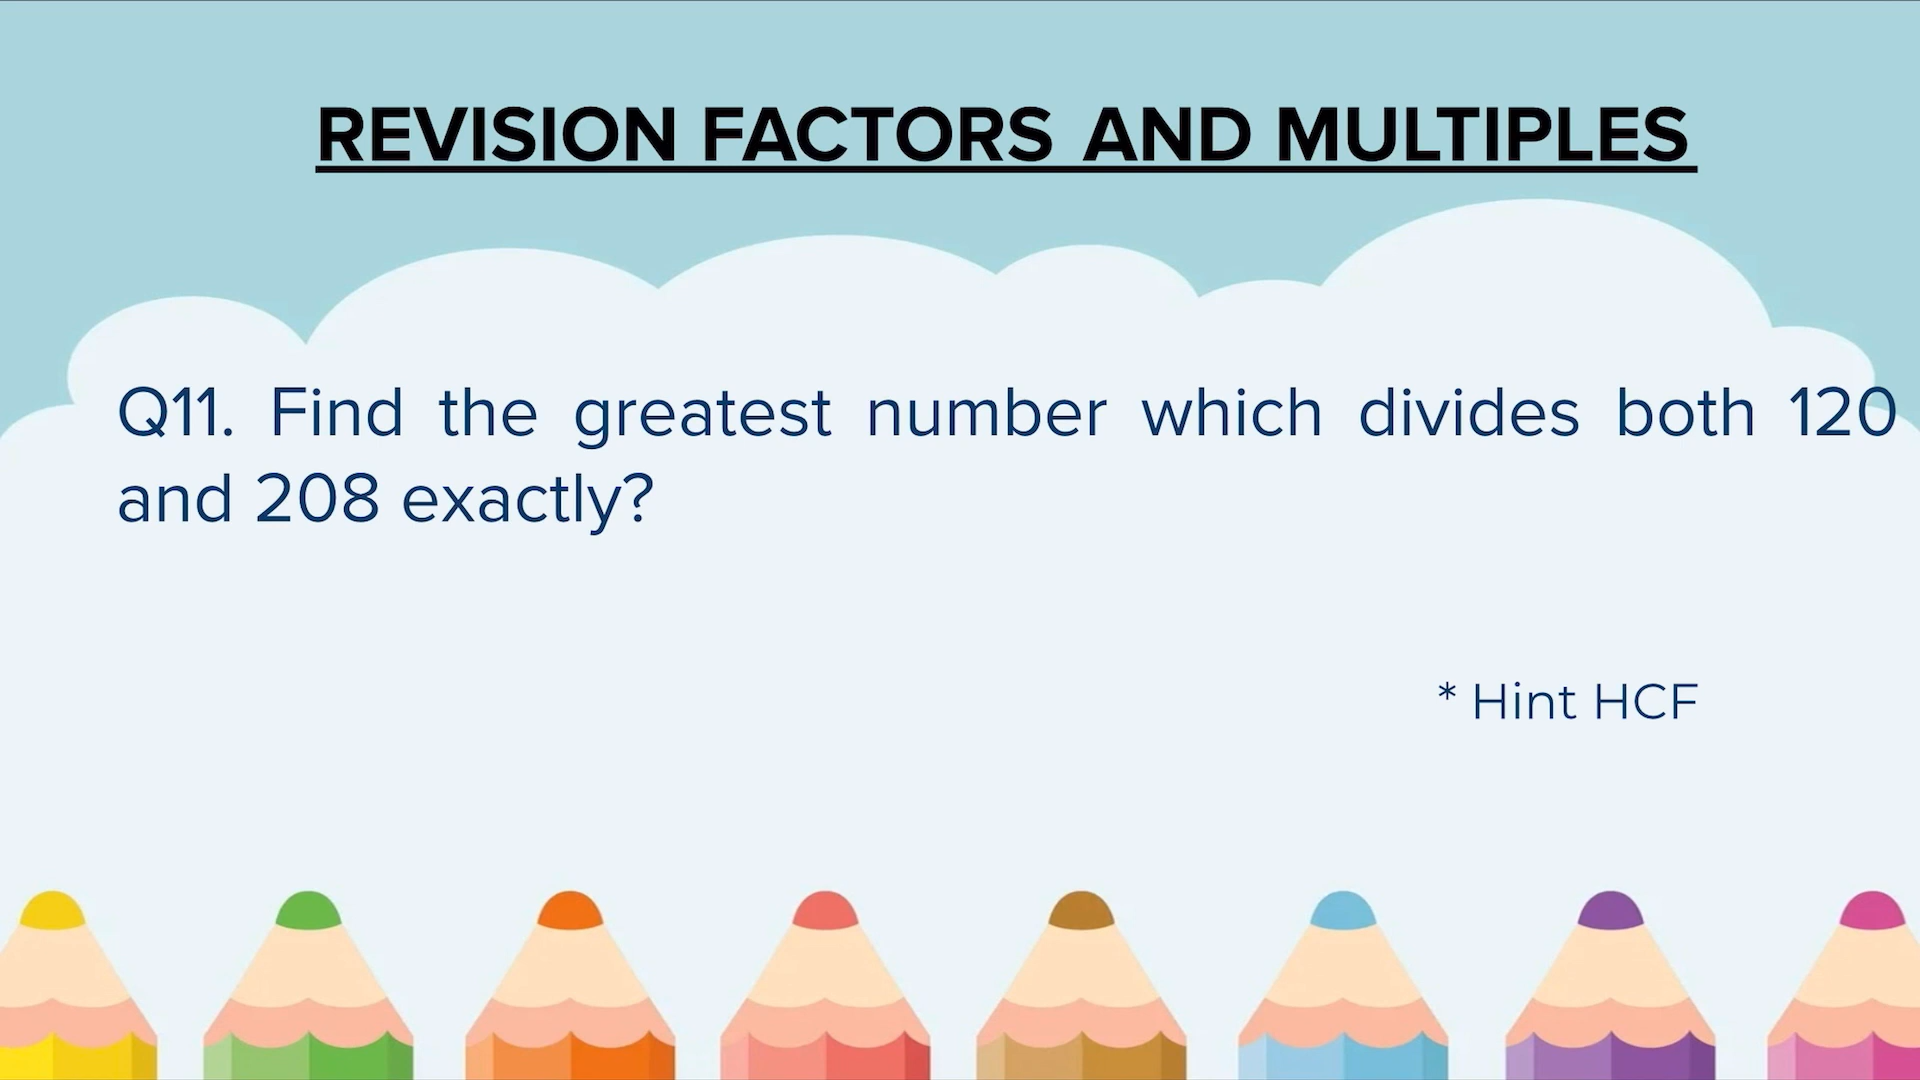 REVISION FACTORS AND MULTIPLES
Q11. Find the greatest number which divides both 120
and 208 exactly?
* Hint HCF